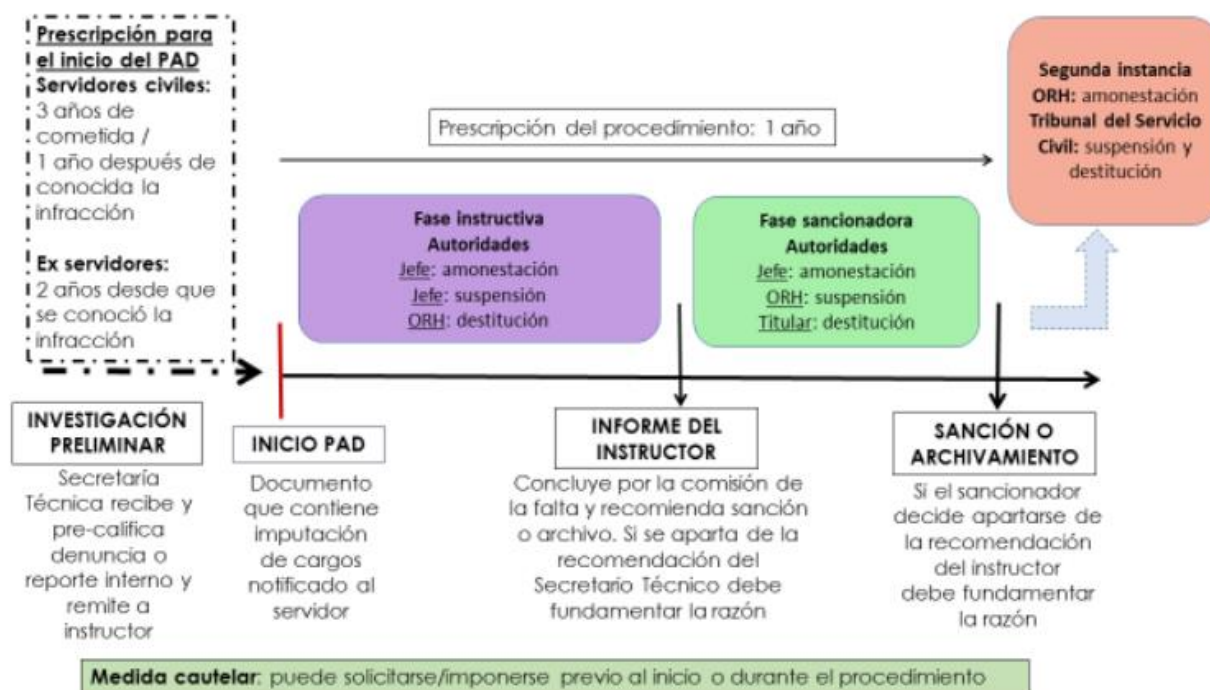 Prescripción para
el inicio del PAD
Servidores civiles:
3 años de
cometida /
1 año después de
conocida la
infracción
Ex servidores:
2 años desde que
se conoció la
infracción
Prescripción del procedimiento: 1 año
Segunda instancia
ORH: amonestación
Tribunal del Servicio
Civil: suspensión y
destitución
Fase instructiva
Autoridades
Jefe: amonestación
Jefe: suspensión
ORH: destitución
Fase sancionadora
Autoridades
Jefe: amonestación
ORH: suspensión
Titular: destitución
INVESTIGACIÓN
PRELIMINAR
Secretaría
Técnica recibe y
pre-califica
denuncia o
reporte interno y
remite a
instructor
INICIO PAD
Documento
que contiene
imputación
de cargos
notificado al
servidor
INFORME DEL
INSTRUCTOR
Concluye por la comisión de
la falta y recomienda sanción
o archivo. Si se aparta de la
recomendación del
Secretario Técnico debe
fundamentar la razón
SANCIÓN O
ARCHIVAMIENTO
Si el sancionador
decide apartarse de
la recomendación
del instructor
debe fundamentar
la razón
Medida cautelar: puede solicitarse/imponerse previo al inicio o durante el procedimiento